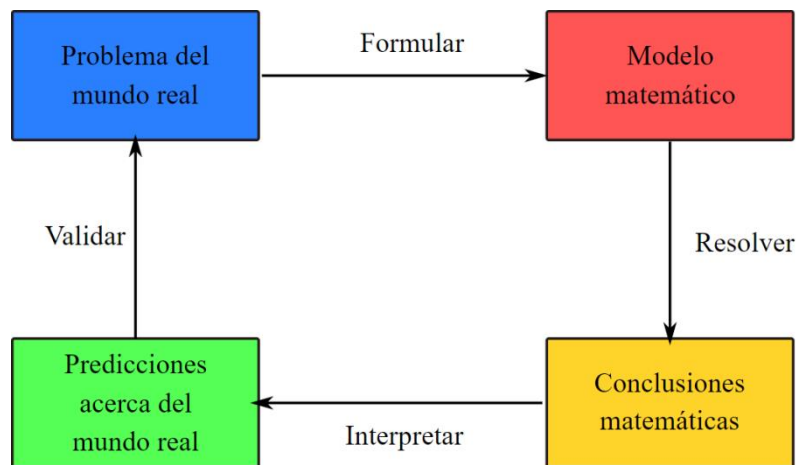 Problema del
mundo real
Formular
Modelo
matemático
Validar
Resolver
Predicciones
acerca del
mundo real
Interpretar
Conclusiones
matemáticas